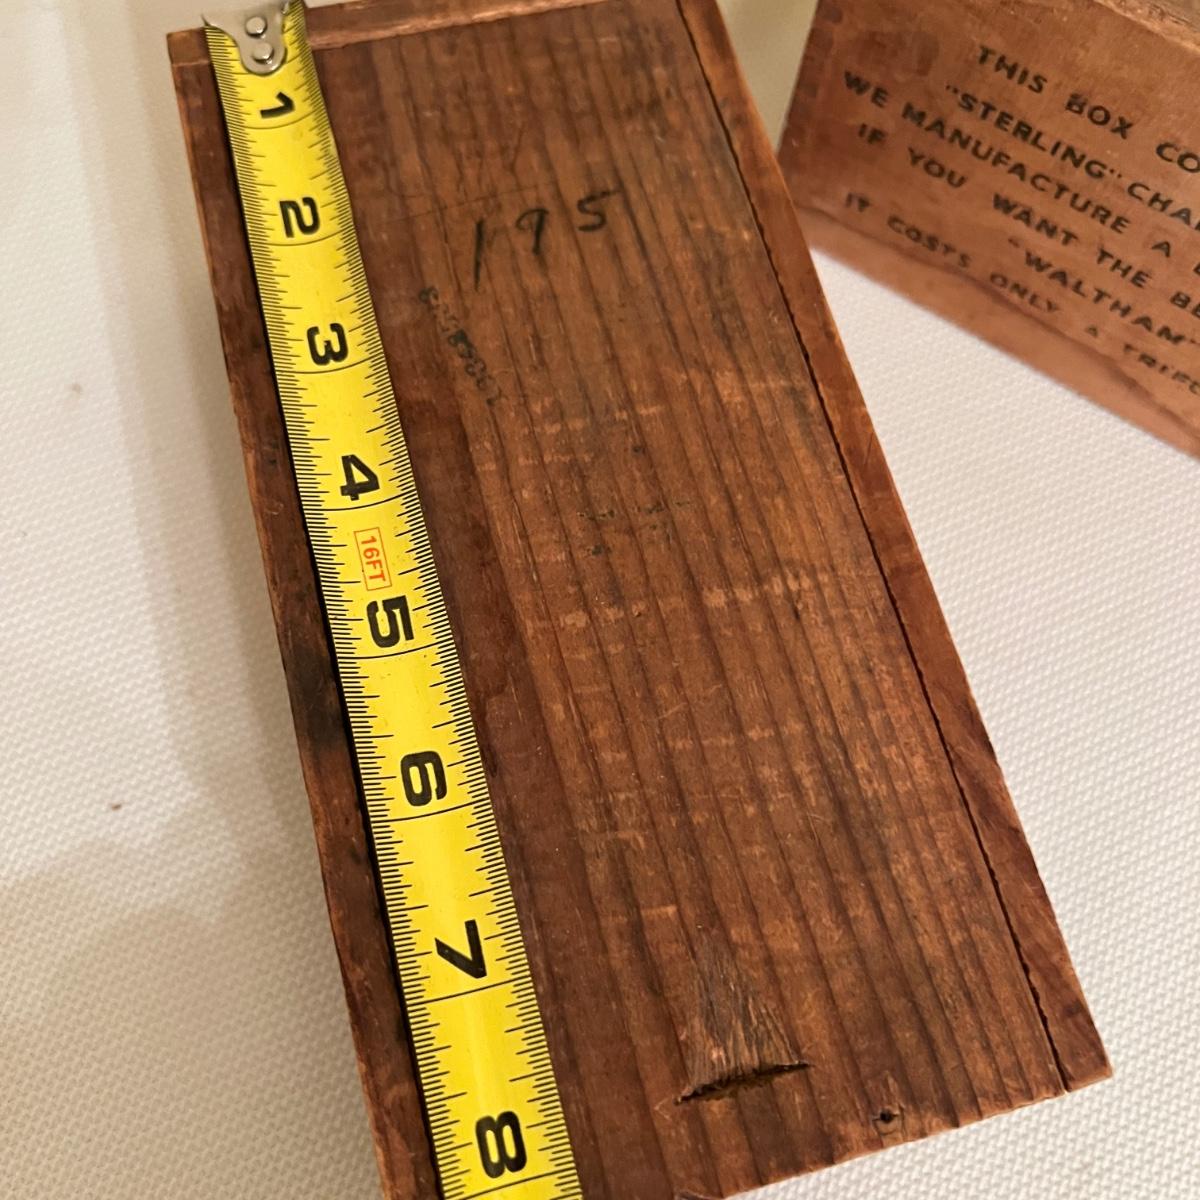 1
2
3
4
16FT
5
6
7
8
195
THIS BOX CO
"STERLING" CHA
WE MANUFACTURE A
IF YOU WANT THE BE
"WALTHAM"
IT COSTS ONLY A TRIF